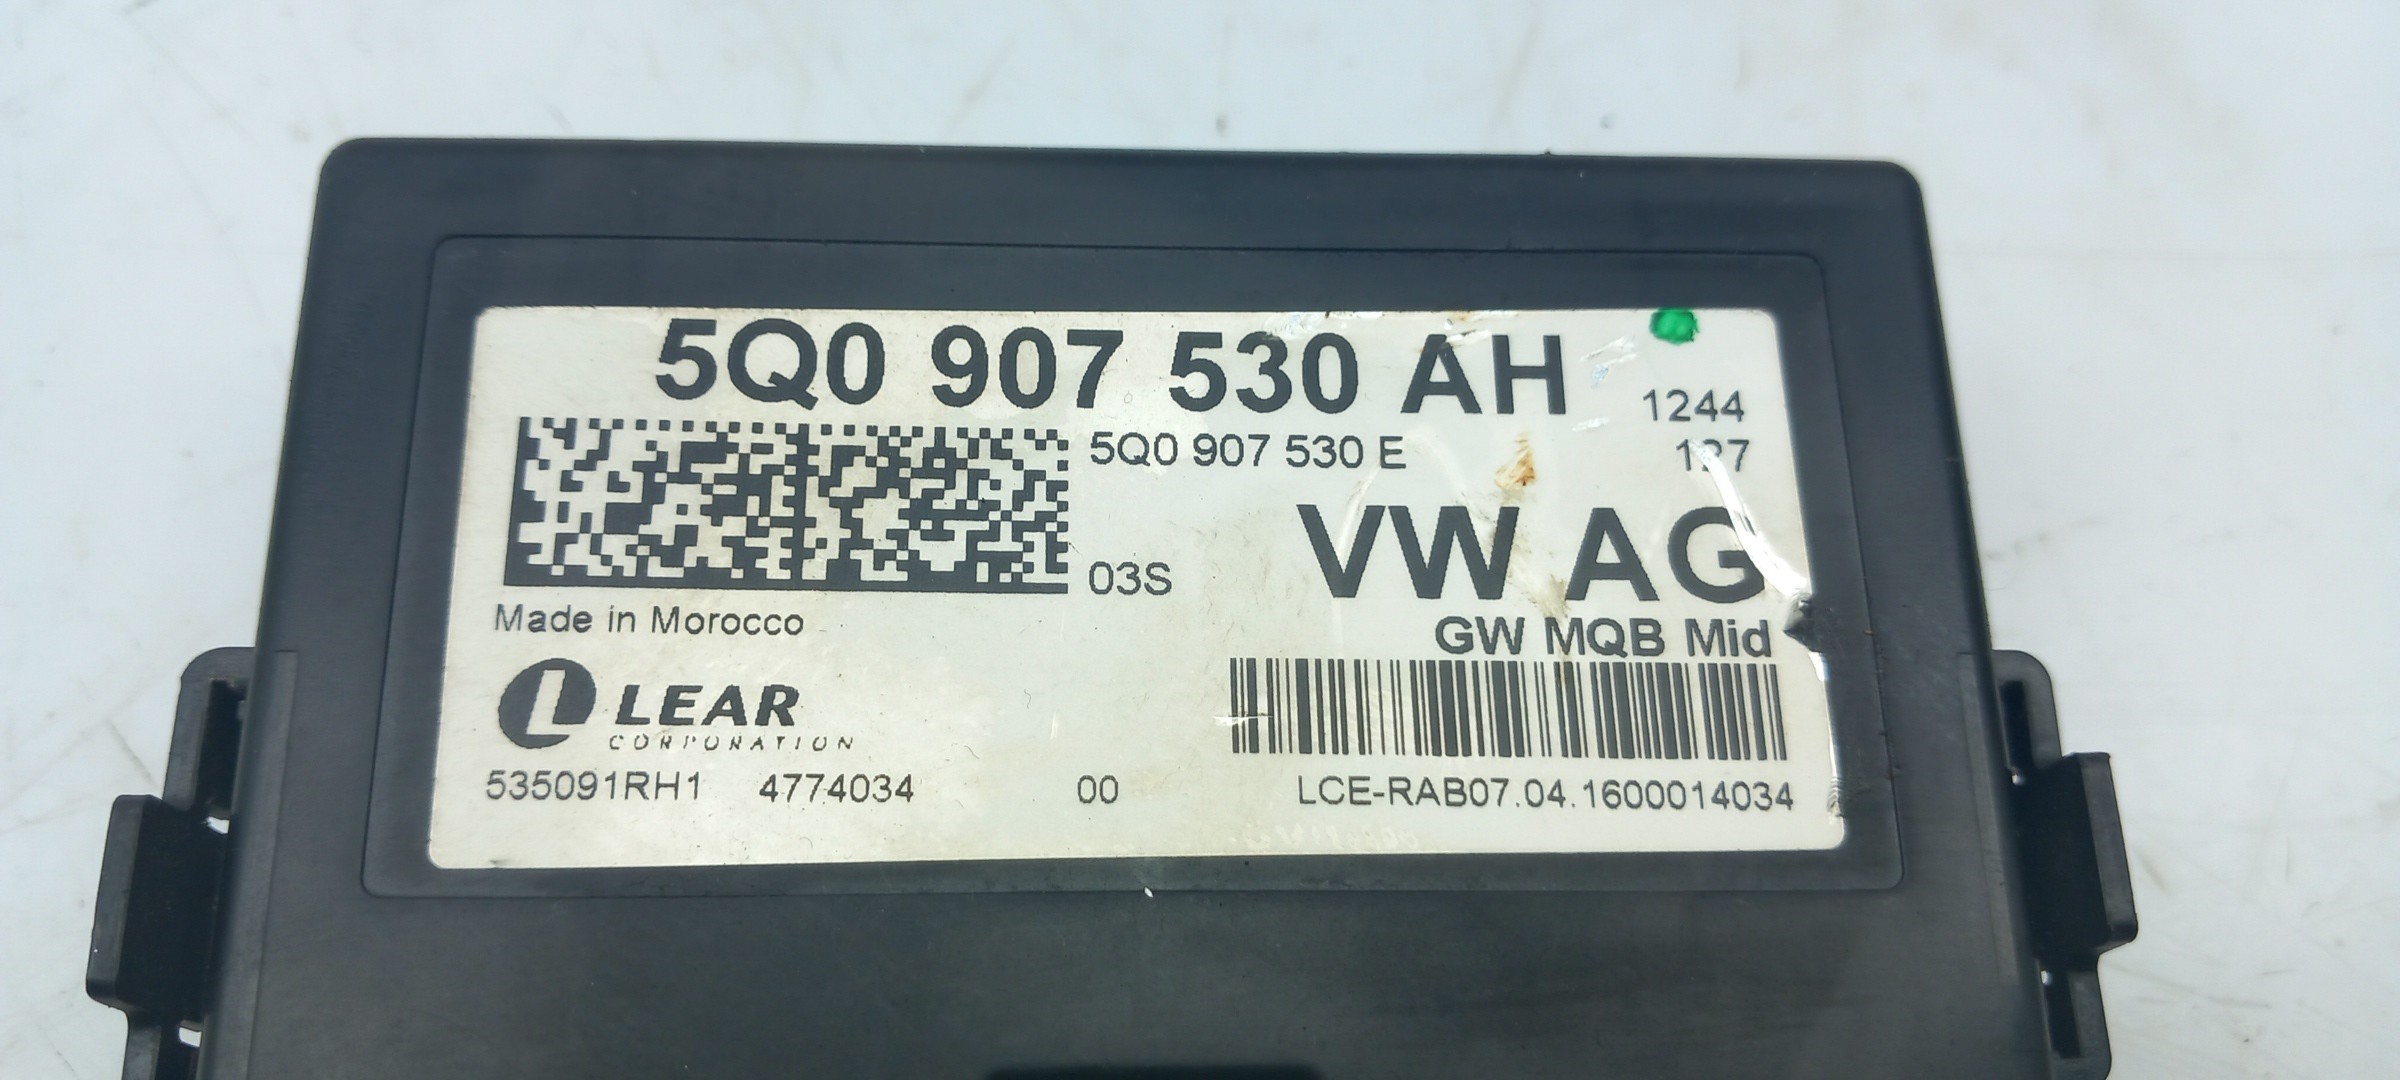 5Q0 907 530 AH
1244
5Q0 907 530 E
127
03S
VW AG
Made in Morocco
GW MQB Mid
LEAR
CORPORATION
535091RH1 4774034 00 LCE-RAB07.04.1600014034